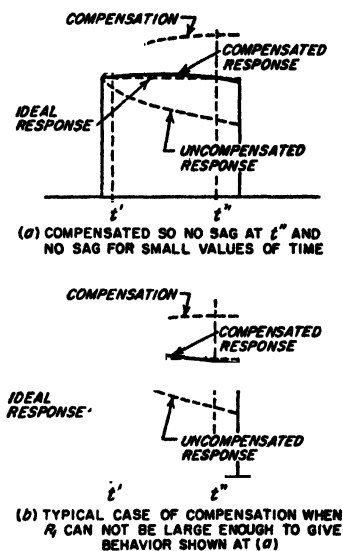 COMPENSATION
COMPENSATED
RESPONSE
IDEAL
RESPONSE
UNCOMPENSATED
RESPONSE
t' t"
(a) COMPENSATED SO NO SAG AT t" AND
NO SAG FOR SMALL VALUES OF TIME
COMPENSATION
COMPENSATED
RESPONSE
IDEAL
RESPONSE
UNCOMPENSATED
RESPONSE
t' t"
(b) TYPICAL CASE OF COMPENSATION WHEN
R₁ CAN NOT BE LARGE ENOUGH TO GIVE
BEHAVIOR SHOWN AT (a)